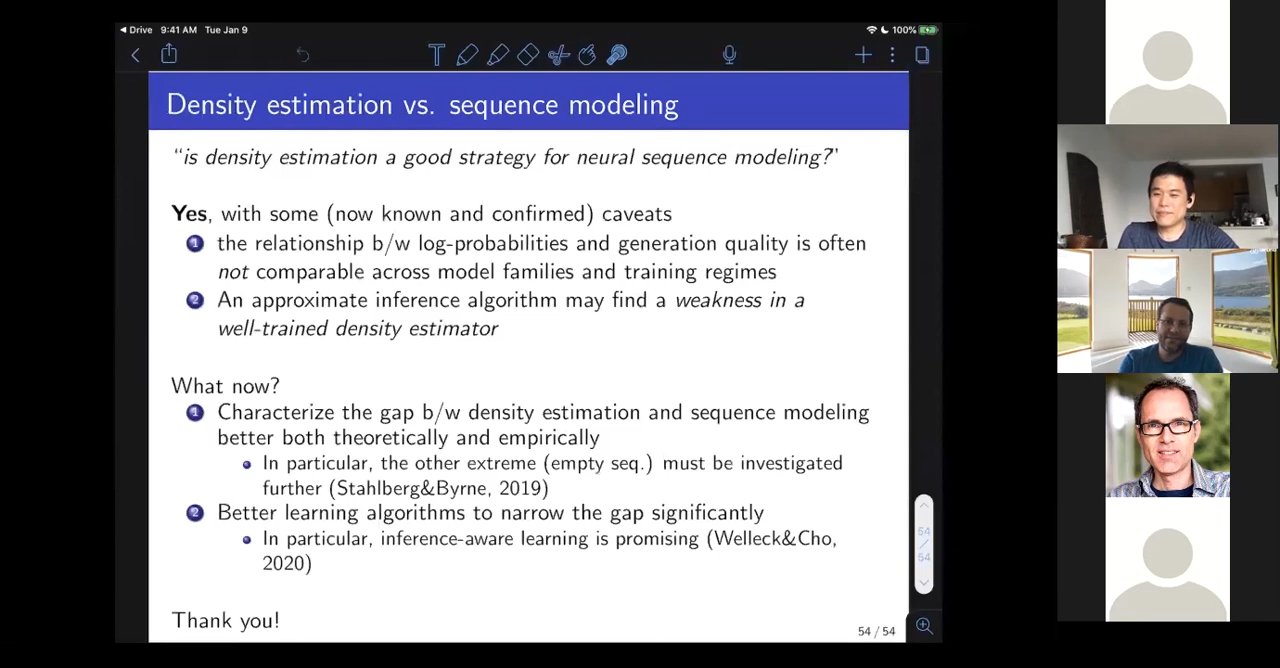 Drive 9:41 AM Tue Jan 9
100%
Density estimation vs. sequence modeling
“is density estimation a good strategy for neural sequence modeling?”
Yes, with some (now known and confirmed) caveats
1 the relationship b/w log-probabilities and generation quality is often
not comparable across model families and training regimes
2 An approximate inference algorithm may find a weakness in a
well-trained density estimator
What now?
1 Characterize the gap b/w density estimation and sequence modeling
better both theoretically and empirically
In particular, the other extreme (empty seq.) must be investigated
further (Stahlberg&Byrne, 2019)
2 Better learning algorithms to narrow the gap significantly
In particular, inference-aware learning is promising (Welleck&Cho,
2020)
Thank you!
54
/
54
54 / 54